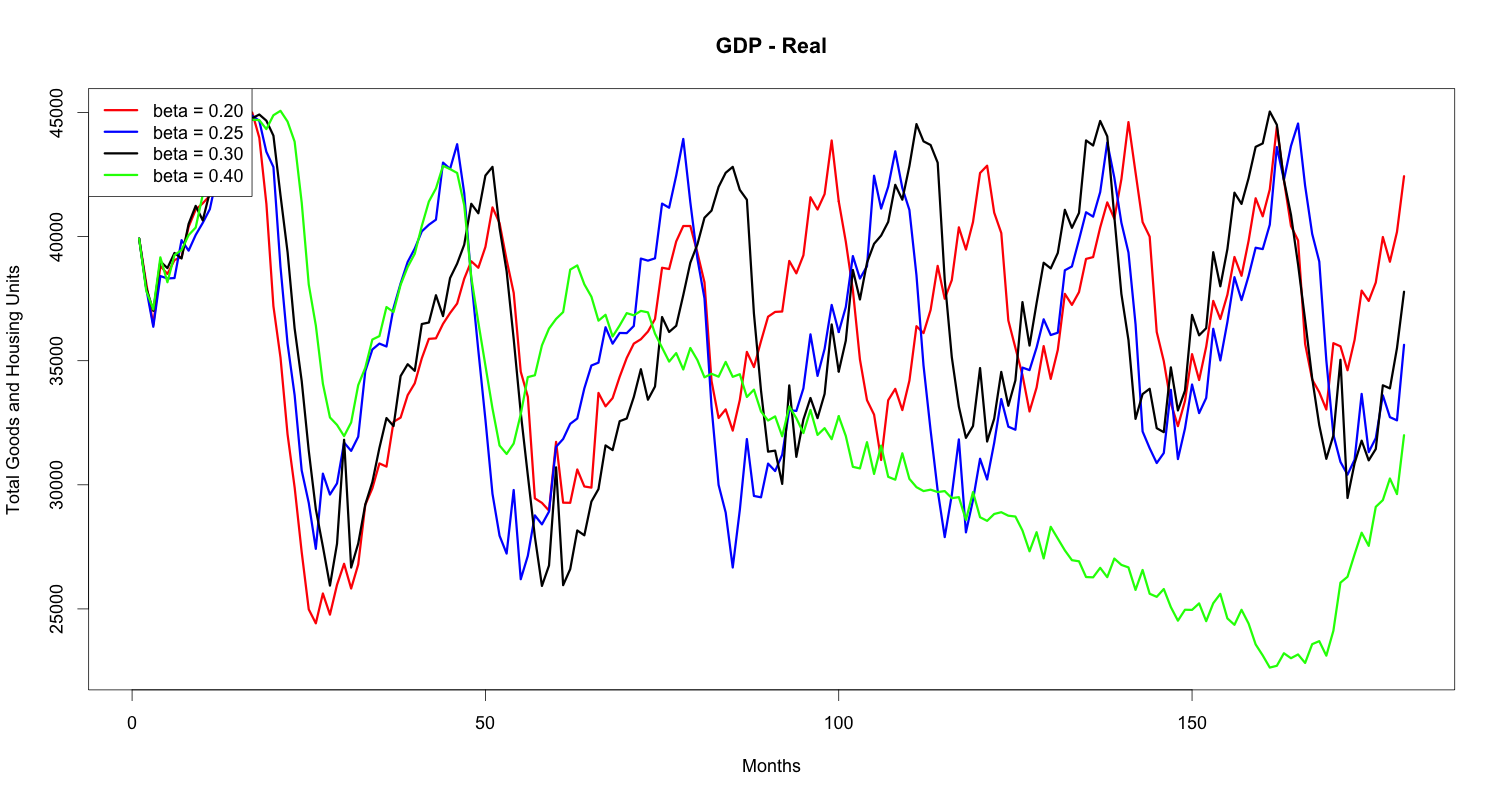 GDP - Real
beta = 0.20
beta = 0.25
beta = 0.30
beta = 0.40
Total Goods and Housing Units
45000
40000
35000
30000
25000
0 50 100 150
Months